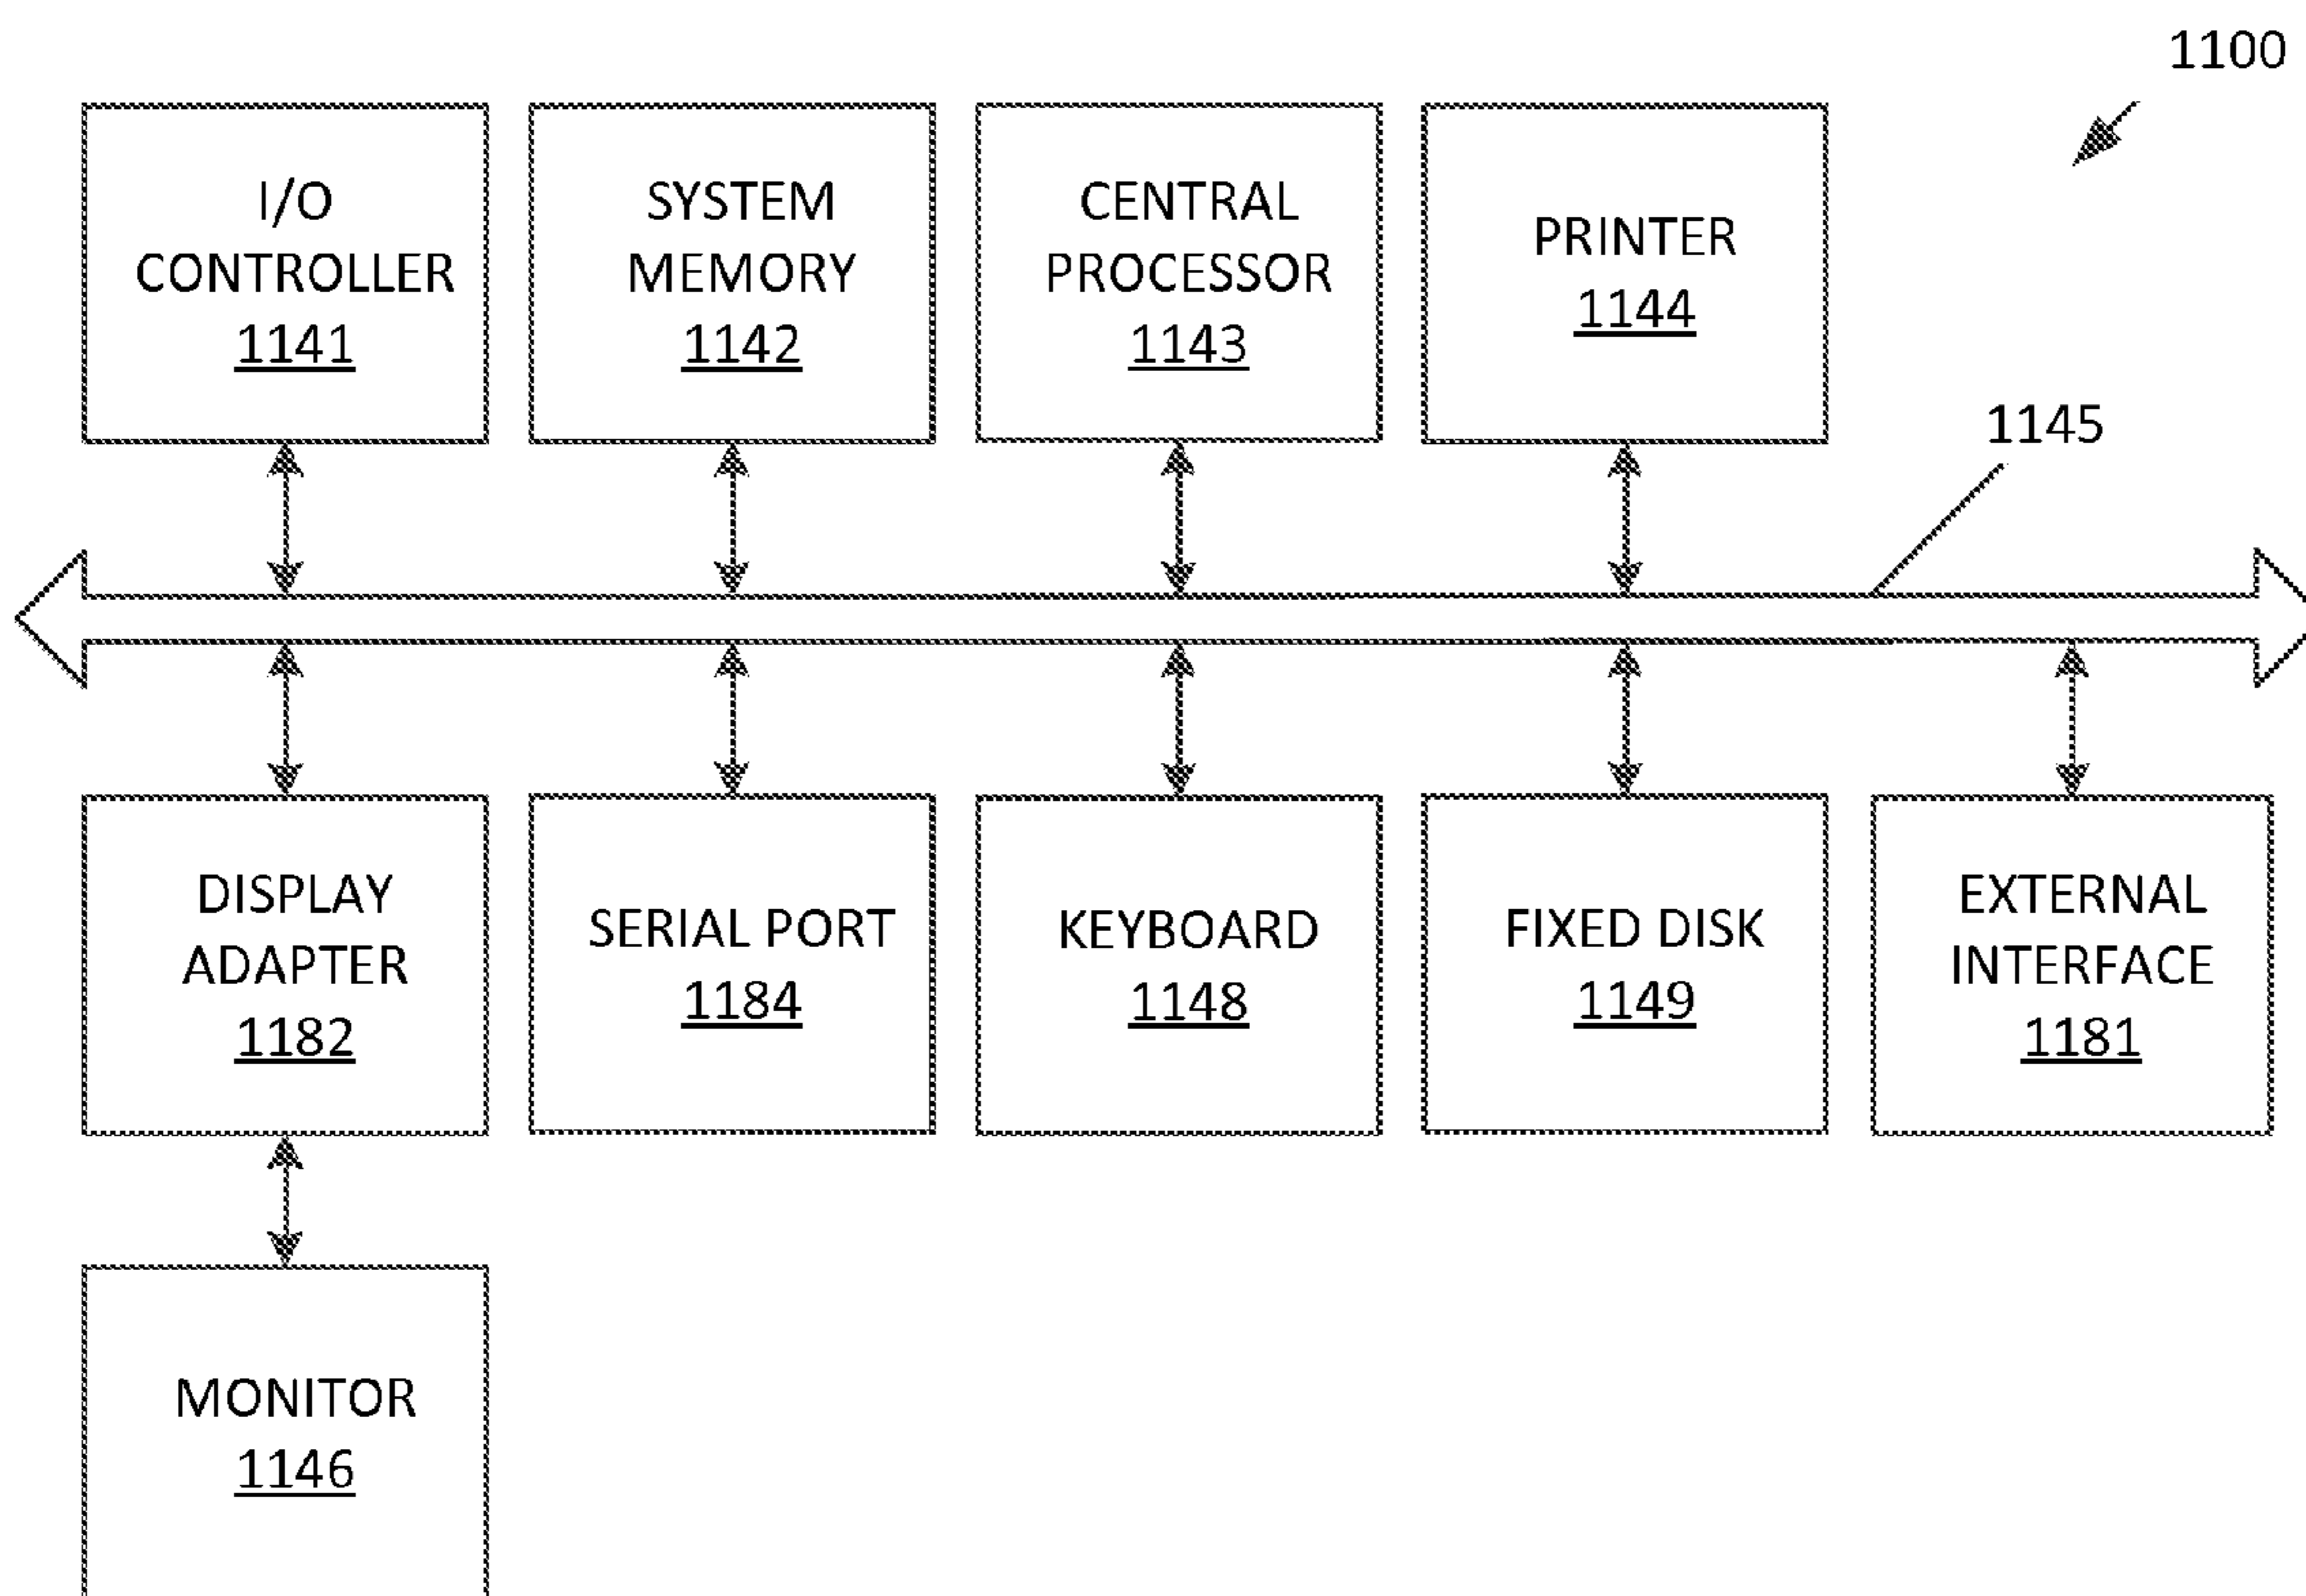 1100
I/O
CONTROLLER
1141
SYSTEM
MEMORY
1142
CENTRAL
PROCESSOR
1143
PRINTER
1144
1145
DISPLAY
ADAPTER
1182
SERIAL PORT
1184
KEYBOARD
1148
FIXED DISK
1149
EXTERNAL
INTERFACE
1181
MONITOR
1146